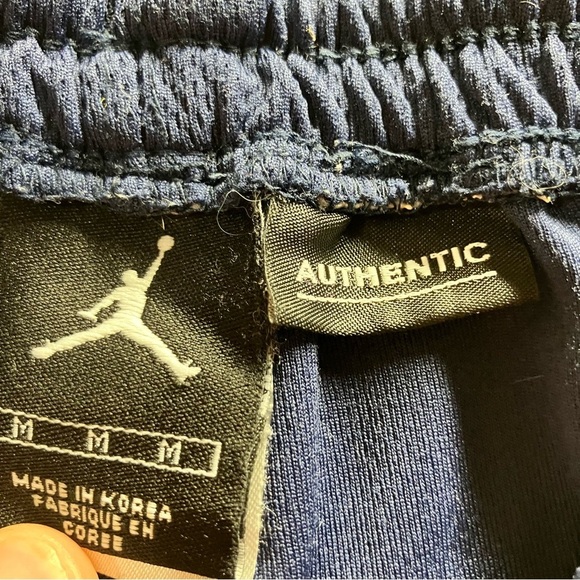 AUTHENTIC
M M M
MADE IN KOREA
FABRIQUE EN
COREE